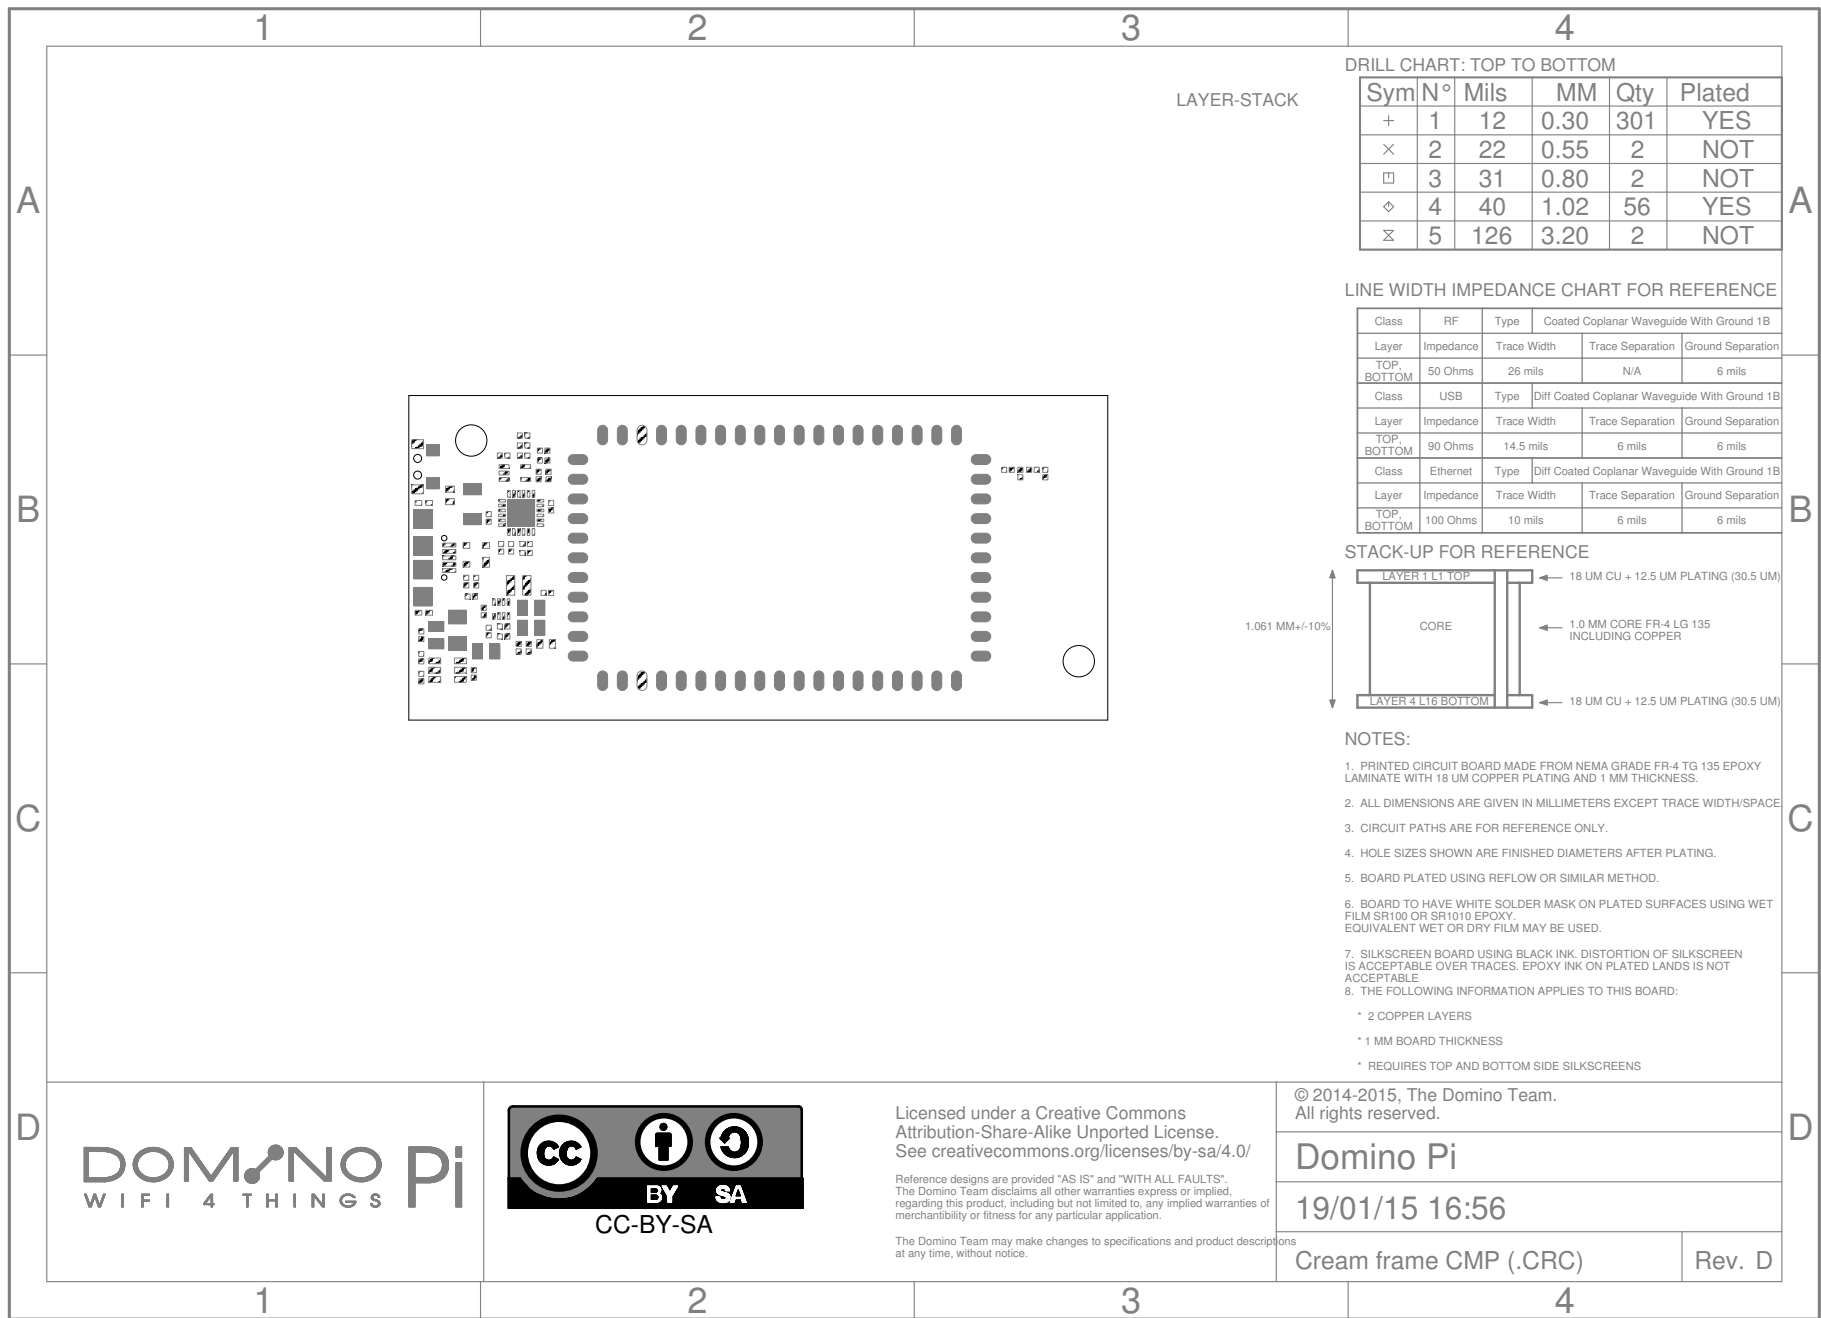 1 2 3 4
A
B
C
D
A
B
C
D
LAYER-STACK
DRILL CHART: TOP TO BOTTOM
Sym N° Mils MM Qty Plated
+ 1 12 0.30 301 YES
× 2 22 0.55 2 NOT
3 31 0.80 2 NOT
4 40 1.02 56 YES
5 126 3.20 2 NOT
LINE WIDTH IMPEDANCE CHART FOR REFERENCE
Class RF Type Coated Coplanar Waveguide With Ground 1B
Layer Impedance Trace Width Trace Separation Ground Separation
TOP, BOTTOM 50 Ohms 26 mils N/A 6 mils
Class USB Type Diff Coated Coplanar Waveguide With Ground 1B
Layer Impedance Trace Width Trace Separation Ground Separation
TOP, BOTTOM 90 Ohms 14.5 mils 6 mils 6 mils
Class Ethernet Type Diff Coated Coplanar Waveguide With Ground 1B
Layer Impedance Trace Width Trace Separation Ground Separation
TOP, BOTTOM 100 Ohms 10 mils 6 mils 6 mils
STACK-UP FOR REFERENCE
LAYER 1 L1 TOP 18 UM CU + 12.5 UM PLATING (30.5 UM)
1.061 MM+/-10% CORE 1.0 MM CORE FR-4 LG 135
INCLUDING COPPER
LAYER 4 L16 BOTTOM 18 UM CU + 12.5 UM PLATING (30.5 UM)
NOTES:
1. PRINTED CIRCUIT BOARD MADE FROM NEMA GRADE FR-4 TG 135 EPOXY
LAMINATE WITH 18 UM COPPER PLATING AND 1 MM THICKNESS.
2. ALL DIMENSIONS ARE GIVEN IN MILLIMETERS EXCEPT TRACE WIDTH/SPACE
3. CIRCUIT PATHS ARE FOR REFERENCE ONLY.
4. HOLE SIZES SHOWN ARE FINISHED DIAMETERS AFTER PLATING.
5. BOARD PLATED USING REFLOW OR SIMILAR METHOD.
6. BOARD TO HAVE WHITE SOLDER MASK ON PLATED SURFACES USING WET
FILM SR100 OR SR1010 EPOXY.
EQUIVALENT WET OR DRY FILM MAY BE USED.
7. SILKSCREEN BOARD USING BLACK INK. DISTORTION OF SILKSCREEN
IS ACCEPTABLE OVER TRACES. EPOXY INK ON PLATED LANDS IS NOT
ACCEPTABLE
8. THE FOLLOWING INFORMATION APPLIES TO THIS BOARD:
* 2 COPPER LAYERS
* 1 MM BOARD THICKNESS
* REQUIRES TOP AND BOTTOM SIDE SILKSCREENS
DOMINO Pi
WIFI 4 THINGS
cc
BY SA
CC-BY-SA
Licensed under a Creative Commons
Attribution-Share-Alike Unported License.
See creativecommons.org/licenses/by-sa/4.0/
Reference designs are provided "AS IS" and "WITH ALL FAULTS".
The Domino Team disclaims all other warranties express or implied,
regarding this product, including but not limited to, any implied warranties of
merchantibility or fitness for any particular application.
The Domino Team may make changes to specifications and product descriptions
at any time, without notice.
© 2014-2015, The Domino Team.
All rights reserved.
Domino Pi
19/01/15 16:56
Cream frame CMP (.CRC) Rev. D
1 2 3 4